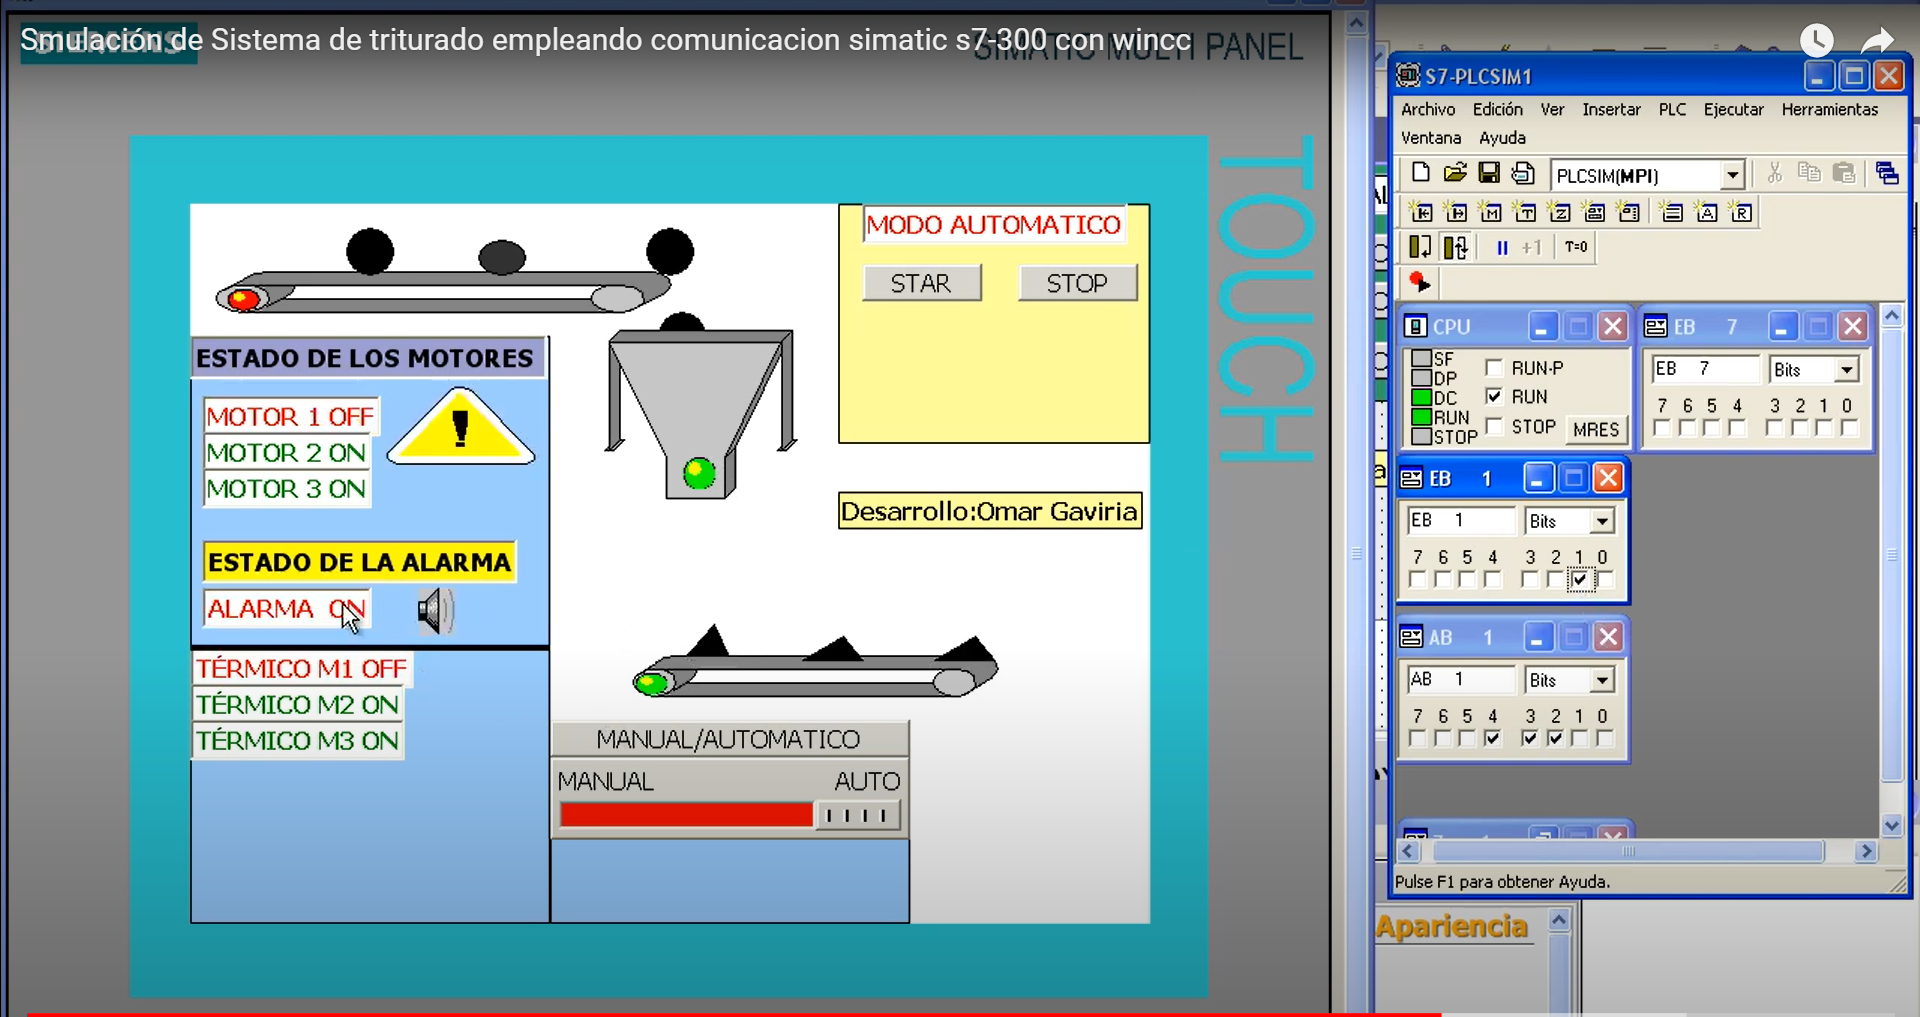 Smulación de Sistema de triturado empleando comunicacion simatic s7-300 con wincc
SIEMENS
SIMATIC MULTI PANEL
TOUCH
MODO AUTOMATICO
STAR STOP
ESTADO DE LOS MOTORES
MOTOR 1 OFF
MOTOR 2 ON
MOTOR 3 ON
Desarrollo:Omar Gaviria
ESTADO DE LA ALARMA
ALARMA ON
TÉRMICO M1 OFF
TÉRMICO M2 ON
TÉRMICO M3 ON
MANUAL/AUTOMATICO
MANUAL AUTO
S7-PLCSIM1
Archivo Edición Ver Insertar PLC Ejecutar Herramientas
Ventana Ayuda
PLCSIM(MPI)
+1 T=0
CPU
SF
DP
DC
RUN
STOP
RUN-P
RUN
STOP
MRES
EB 7
EB 7 Bits
7 6 5 4 3 2 1 0
EB 1
EB 1 Bits
7 6 5 4 3 2 1 0
AB 1
AB 1 Bits
7 6 5 4 3 2 1 0
Pulse F1 para obtener Ayuda.
Apariencia